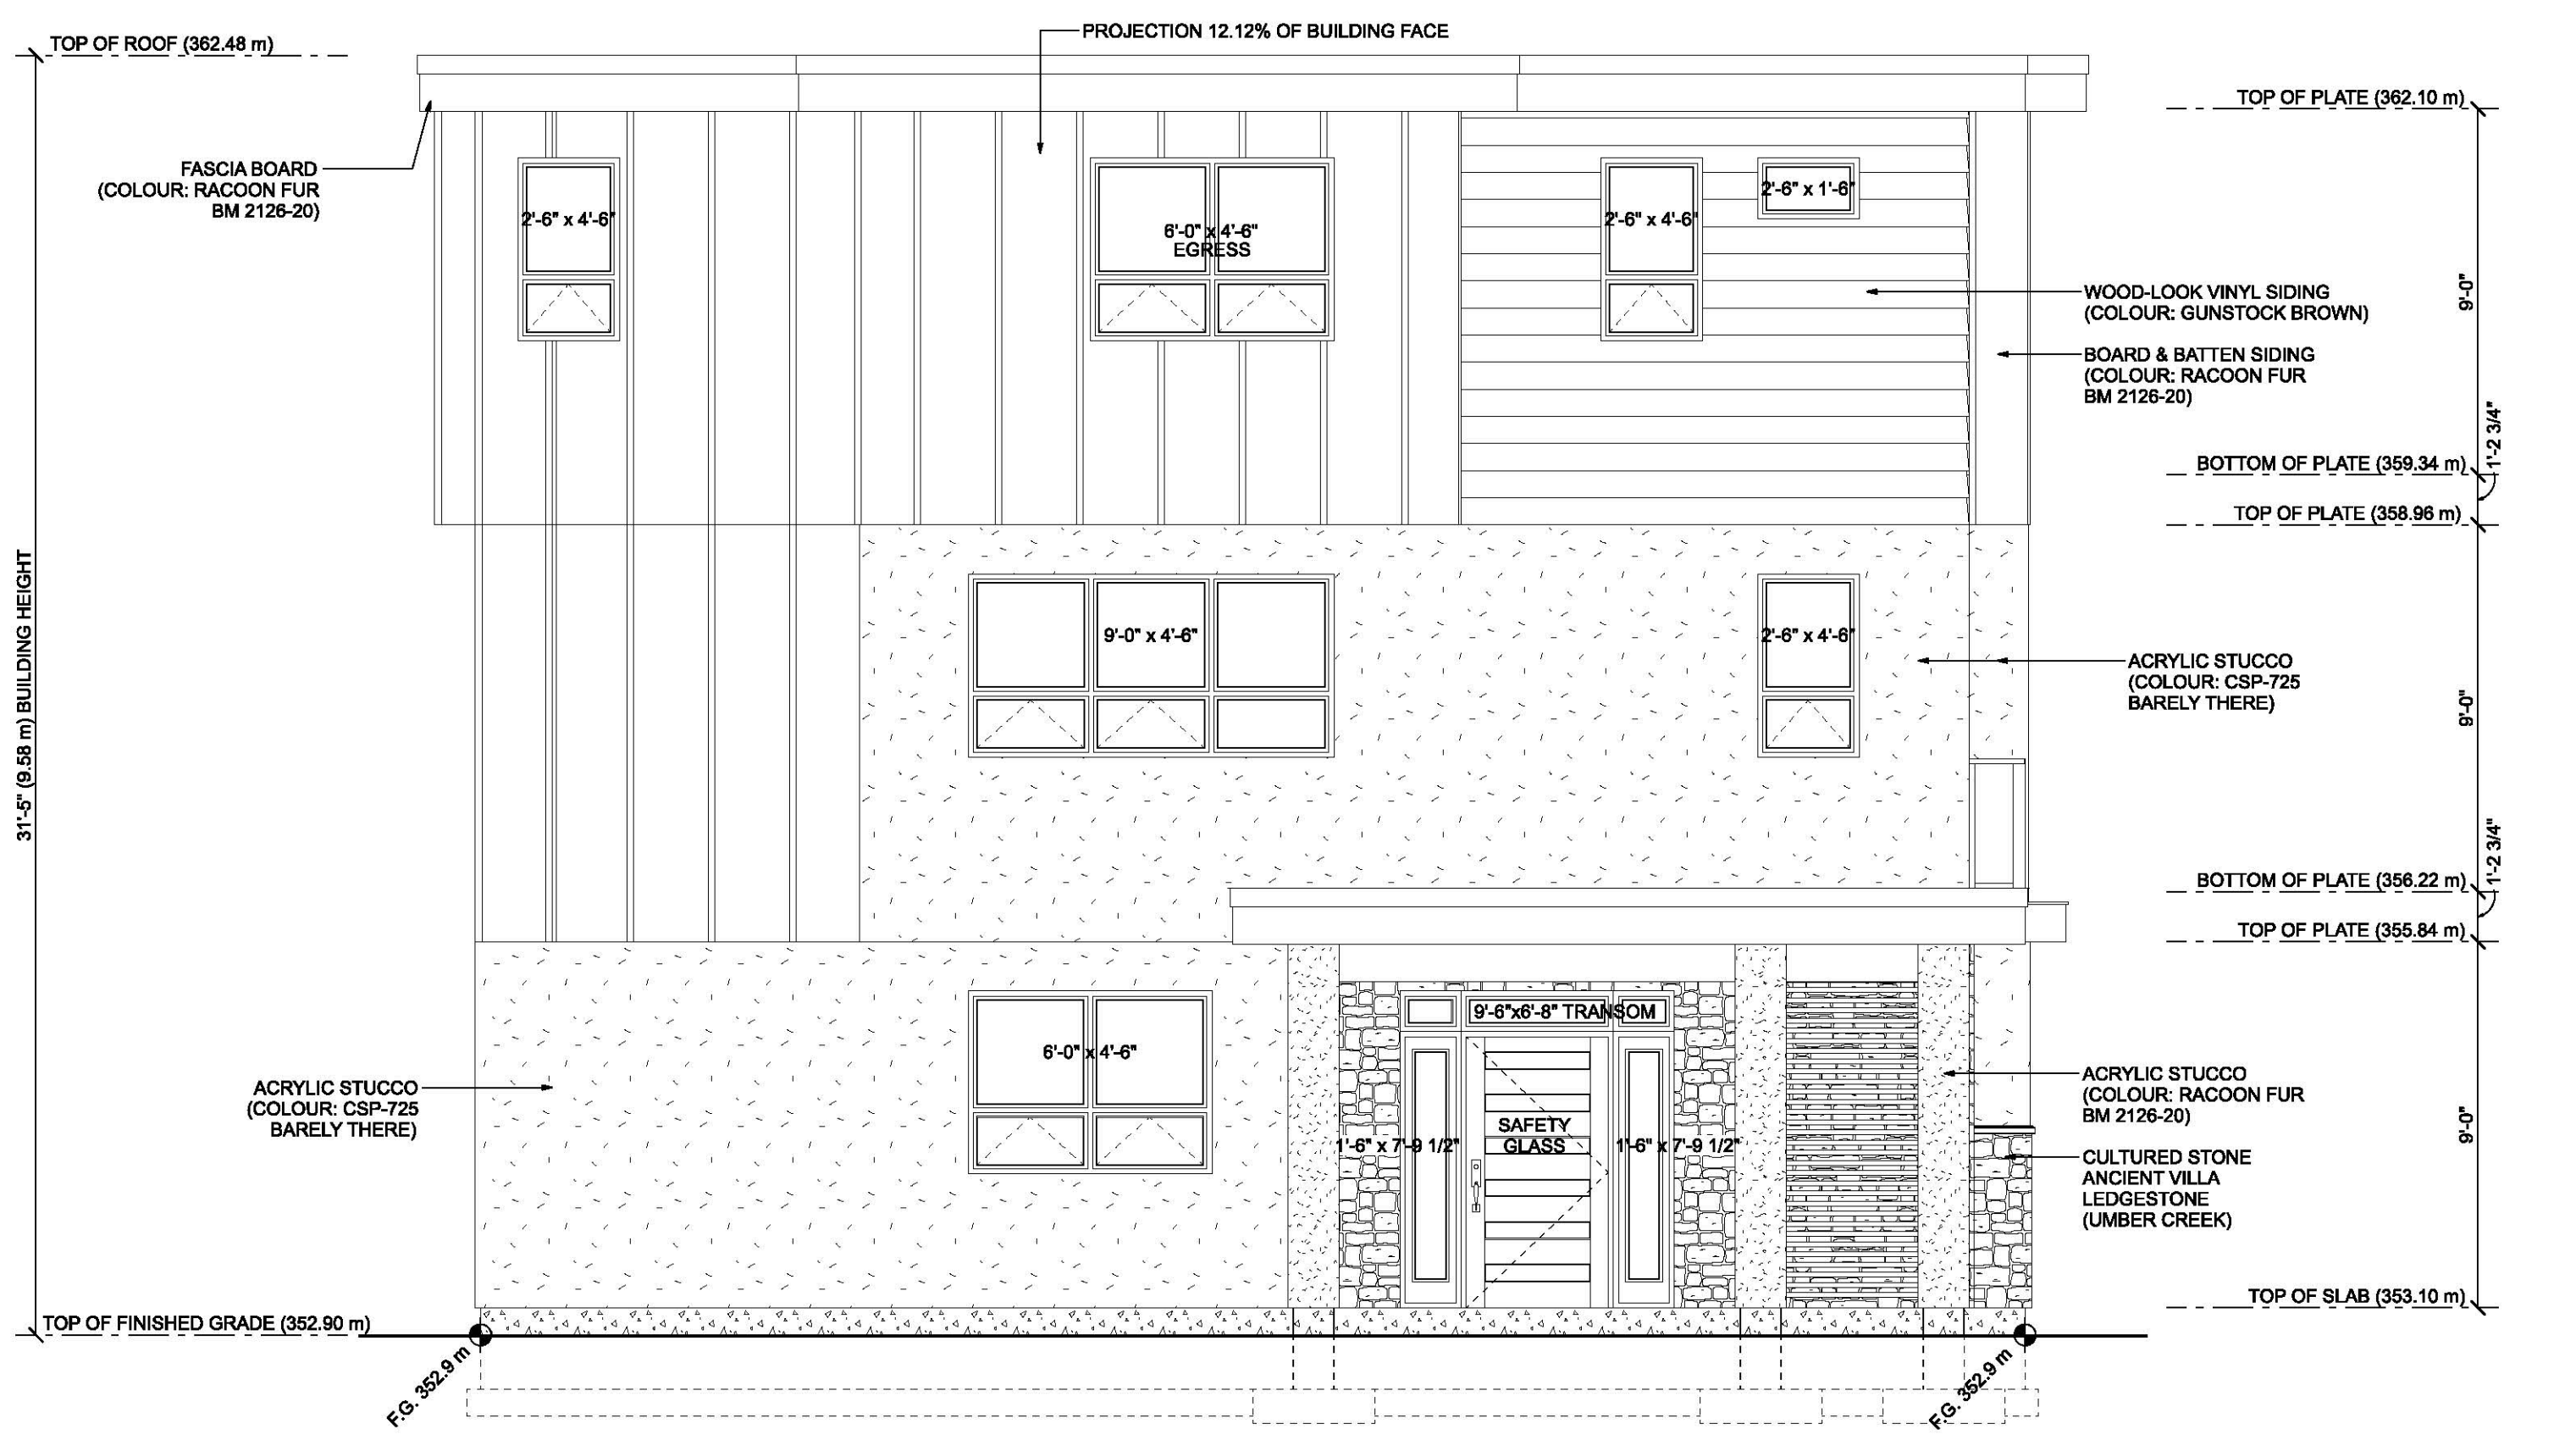 PROJECTION 12.12% OF BUILDING FACE
TOP OF ROOF (362.48 m)
TOP OF PLATE (362.10 m)
FASCIA BOARD
(COLOUR: RACOON FUR
BM 2126-20)
2'-6" x 4'-6"
6'-0" x 4'-6"
EGRESS
2'-6" x 4'-6"
2'-6" x 1'-6"
WOOD-LOOK VINYL SIDING
(COLOUR: GUNSTOCK BROWN)
9'-0"
BOARD & BATTEN SIDING
(COLOUR: RACOON FUR
BM 2126-20)
1'-2 3/4"
BOTTOM OF PLATE (359.34 m)
TOP OF PLATE (358.96 m)
31'-5" (9.58 m) BUILDING HEIGHT
9'-0" x 4'-6"
2'-6" x 4'-6"
ACRYLIC STUCCO
(COLOUR: CSP-725
BARELY THERE)
9'-0"
1'-2 3/4"
BOTTOM OF PLATE (356.22 m)
TOP OF PLATE (355.84 m)
9'-6"x6'-8" TRANSOM
6'-0" x 4'-6"
ACRYLIC STUCCO
(COLOUR: CSP-725
BARELY THERE)
1'-6" x 7'-9 1/2"
SAFETY
GLASS
1'-6" x 7'-9 1/2"
ACRYLIC STUCCO
(COLOUR: RACOON FUR
BM 2126-20)
9'-0"
CULTURED STONE
ANCIENT VILLA
LEDGESTONE
(UMBER CREEK)
TOP OF SLAB (353.10 m)
TOP OF FINISHED GRADE (352.90 m)
F.G. 352.9 m
F.G. 352.9 m